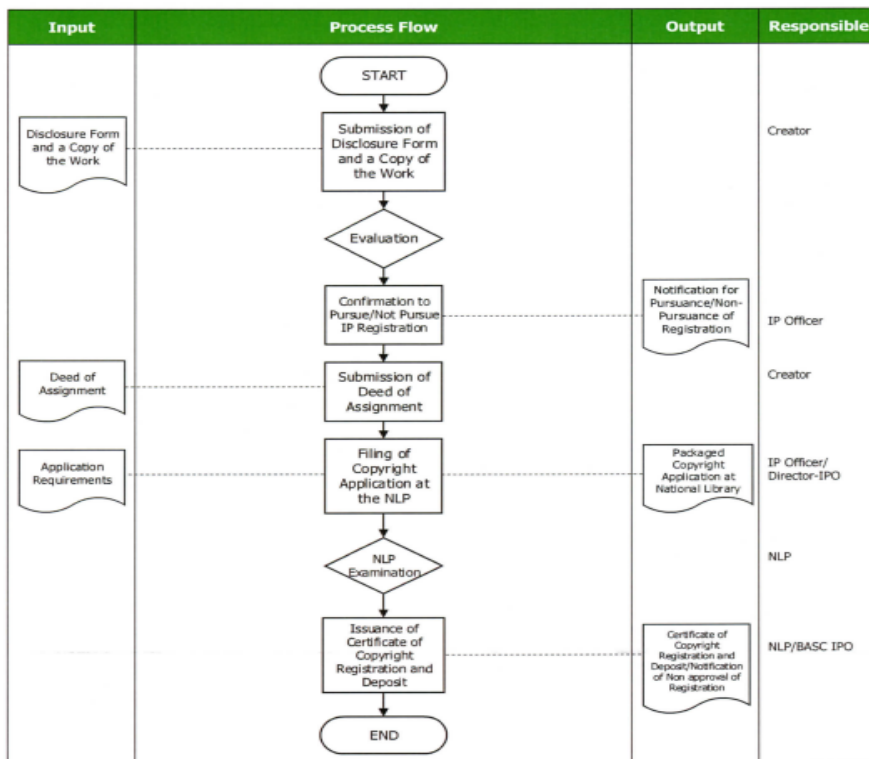 Input
Process Flow
Output
Responsible
START
Disclosure Form
and a Copy of
the Work
Submission of
Disclosure Form
and a Copy of
the Work
Creator
Evaluation
Confirmation to
Pursue/Not Pursue
IP Registration
Notification for
Pursuance/Non-
Pursuance of
Registration
IP Officer
Deed of
Assignment
Submission of
Deed of
Assignment
Creator
Application
Requirements
Filing of
Copyright
Application at
the NLP
Packaged
Copyright
Application at
National Library
IP Officer/
Director-IPO
NLP
Examination
NLP
Issuance of
Certificate of
Copyright
Registration and
Deposit
Certificate of
Copyright
Registration and
Deposit/Notification
of Non approval of
Registration
NLP/BASC IPO
END